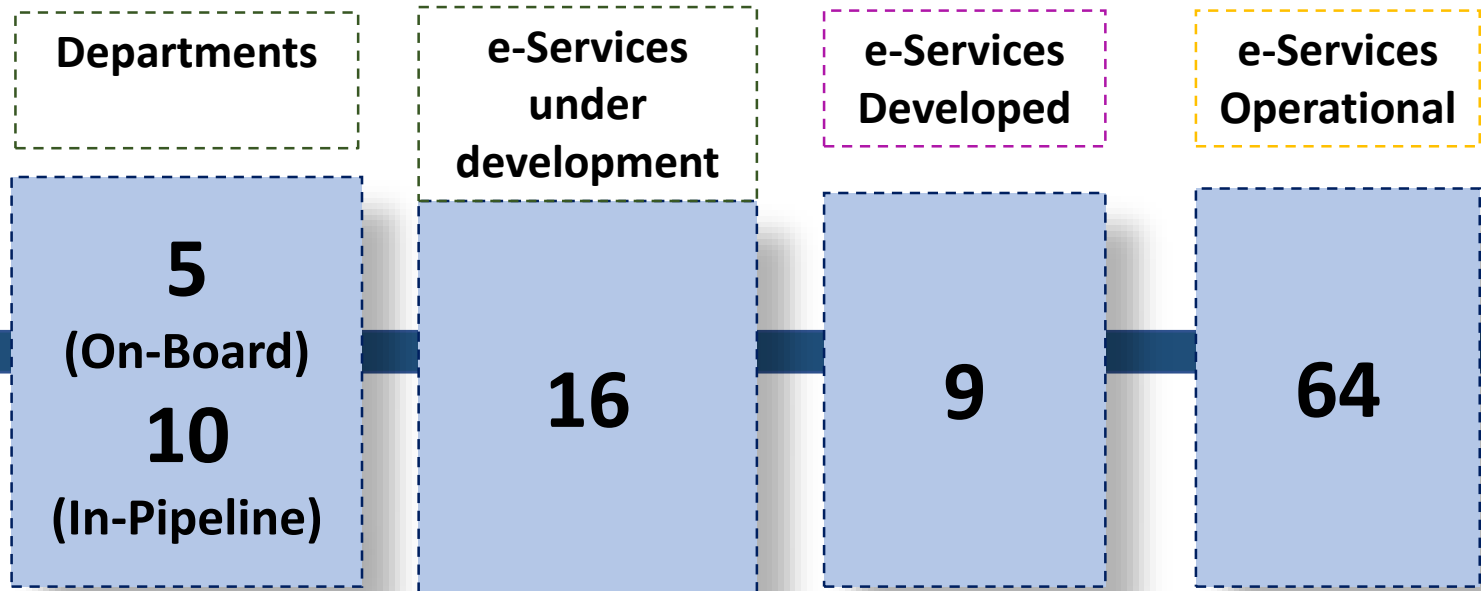 Departments
e-Services
under
development
e-Services
Developed
e-Services
Operational
5
(On-Board)
10
(In-Pipeline)
16
9
64